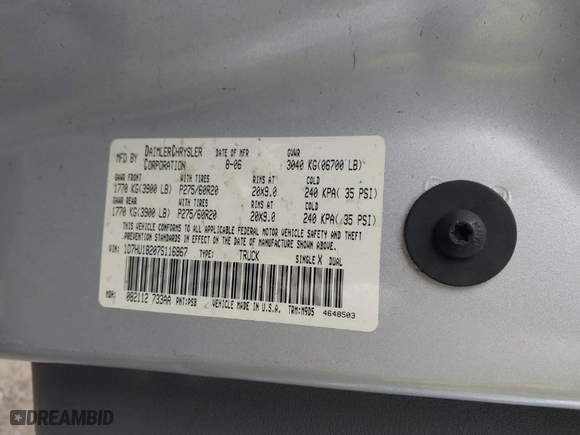 MFD BY DAIMLERCHRYSLER CORPORATION DATE OF MFR 8-06 GVWR 3040 KG(06700 LB)
GAWR FRONT WITH TIRES RIMS AT COLD
1770 KG(3900 LB) P275/60R20 20X9.0 240 KPA( 35 PSI)
GAWR REAR WITH TIRES RIMS AT COLD
1770 KG(3900 LB) P275/60R20 20X9.0 240 KPA( 35 PSI)
THIS VEHICLE CONFORMS TO ALL APPLICABLE FEDERAL MOTOR VEHICLE SAFETY AND THEFT
PREVENTION STANDARDS IN EFFECT ON THE DATE OF MANUFACTURE SHOWN ABOVE.
VIN: 1D7HU18207S116967 TYPE: TRUCK SINGLE X DUAL
MDH: 082112 733AA PNT:PSB VEHICLE MADE IN U.S.A. TRM:M9D5 4648503
DREAMBID